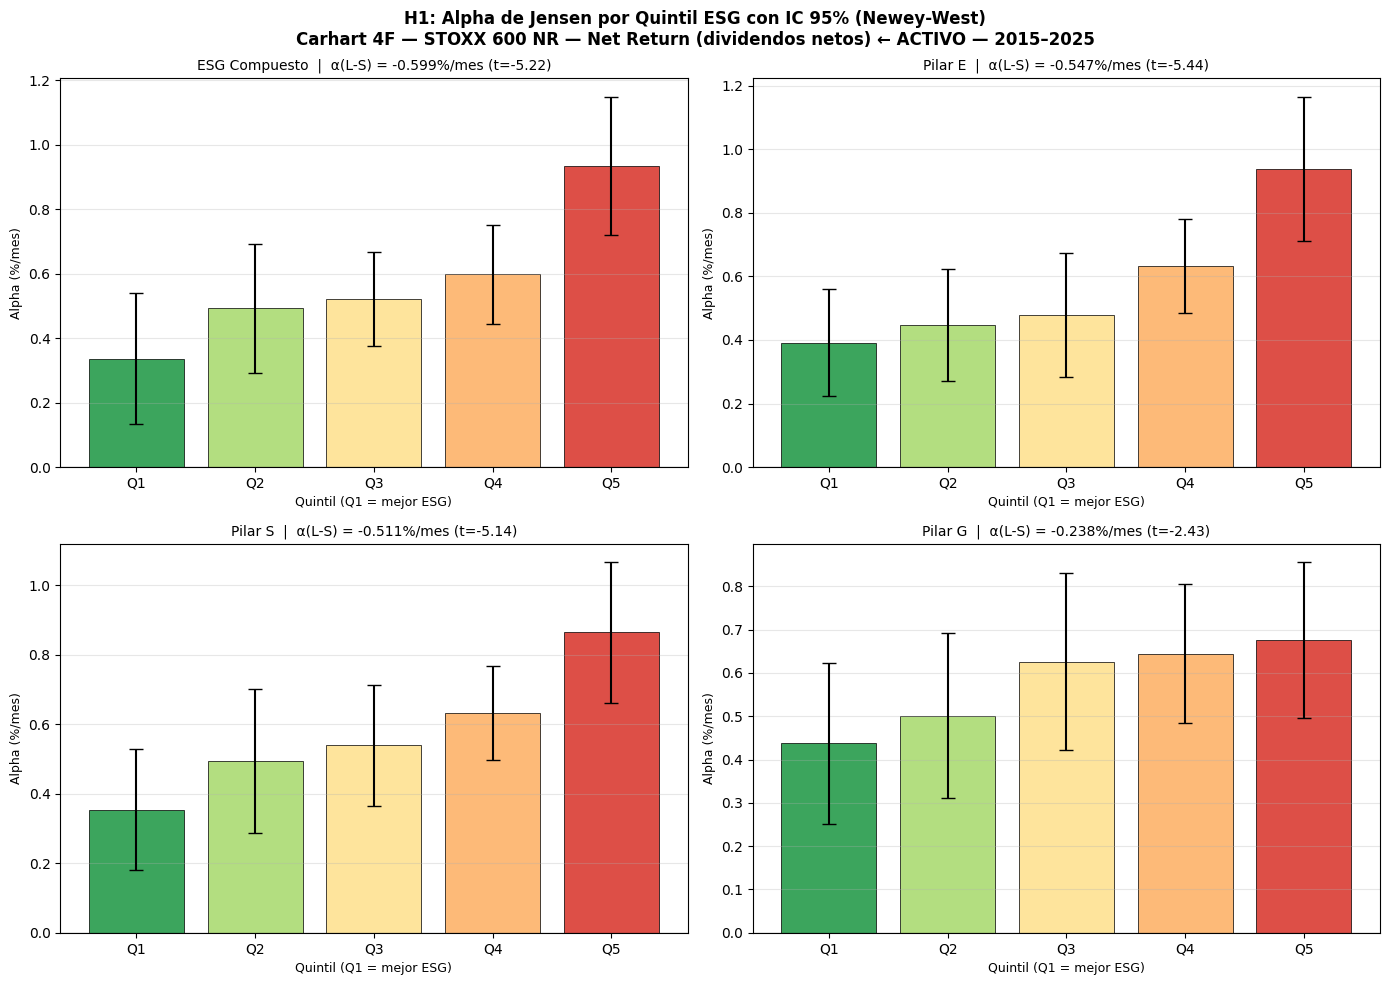 H1: Alpha de Jensen por Quintil ESG con IC 95% (Newey-West)
Carhart 4F — STOXX 600 NR — Net Return (dividendos netos) ← ACTIVO — 2015–2025
ESG Compuesto | α(L-S) = -0.599%/mes (t=-5.22)
Alpha (%/mes)
1.2
1.0
0.8
0.6
0.4
0.2
0.0
Q1 Q2 Q3 Q4 Q5
Quintil (Q1 = mejor ESG)
Pilar E | α(L-S) = -0.547%/mes (t=-5.44)
Alpha (%/mes)
1.2
1.0
0.8
0.6
0.4
0.2
0.0
Q1 Q2 Q3 Q4 Q5
Quintil (Q1 = mejor ESG)
Pilar S | α(L-S) = -0.511%/mes (t=-5.14)
Alpha (%/mes)
1.0
0.8
0.6
0.4
0.2
0.0
Q1 Q2 Q3 Q4 Q5
Quintil (Q1 = mejor ESG)
Pilar G | α(L-S) = -0.238%/mes (t=-2.43)
Alpha (%/mes)
0.8
0.7
0.6
0.5
0.4
0.3
0.2
0.1
0.0
Q1 Q2 Q3 Q4 Q5
Quintil (Q1 = mejor ESG)